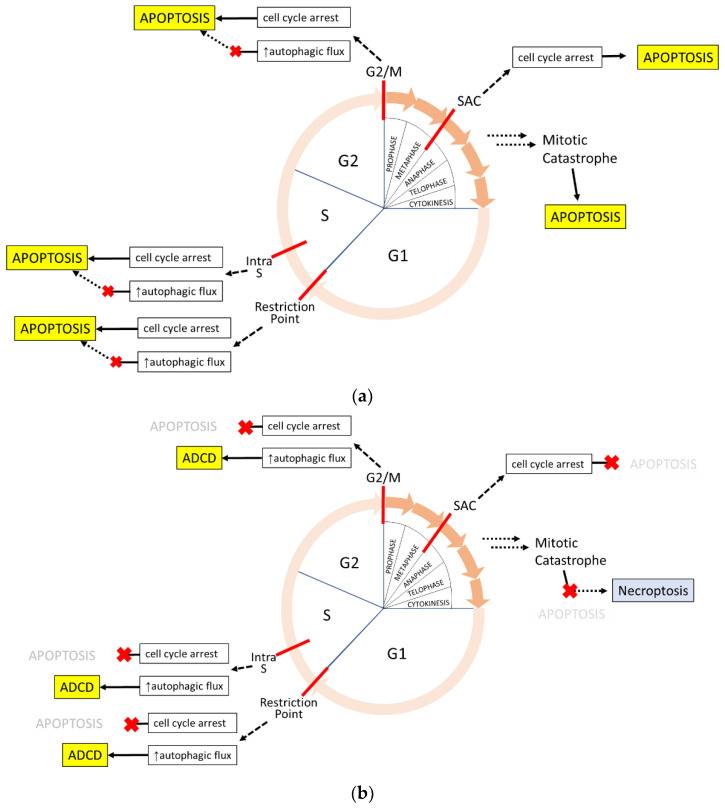 APOPTOSIS
cell cycle arrest
↑autophagic flux
G2/M
SAC
cell cycle arrest
APOPTOSIS
Mitotic
Catastrophe
APOPTOSIS
PROPHASE
METAPHASE
ANAPHASE
TELOPHASE
CYTOKINESIS
G2
S
G1
APOPTOSIS
cell cycle arrest
↑autophagic flux
Intra
S
Restriction
Point
APOPTOSIS
cell cycle arrest
↑autophagic flux
(a)
APOPTOSIS
cell cycle arrest
ADCD
↑autophagic flux
G2/M
SAC
cell cycle arrest
APOPTOSIS
Mitotic
Catastrophe
Necroptosis
APOPTOSIS
PROPHASE
METAPHASE
ANAPHASE
TELOPHASE
CYTOKINESIS
G2
S
G1
APOPTOSIS
cell cycle arrest
ADCD
↑autophagic flux
Intra
S
Restriction
Point
APOPTOSIS
cell cycle arrest
ADCD
↑autophagic flux
(b)